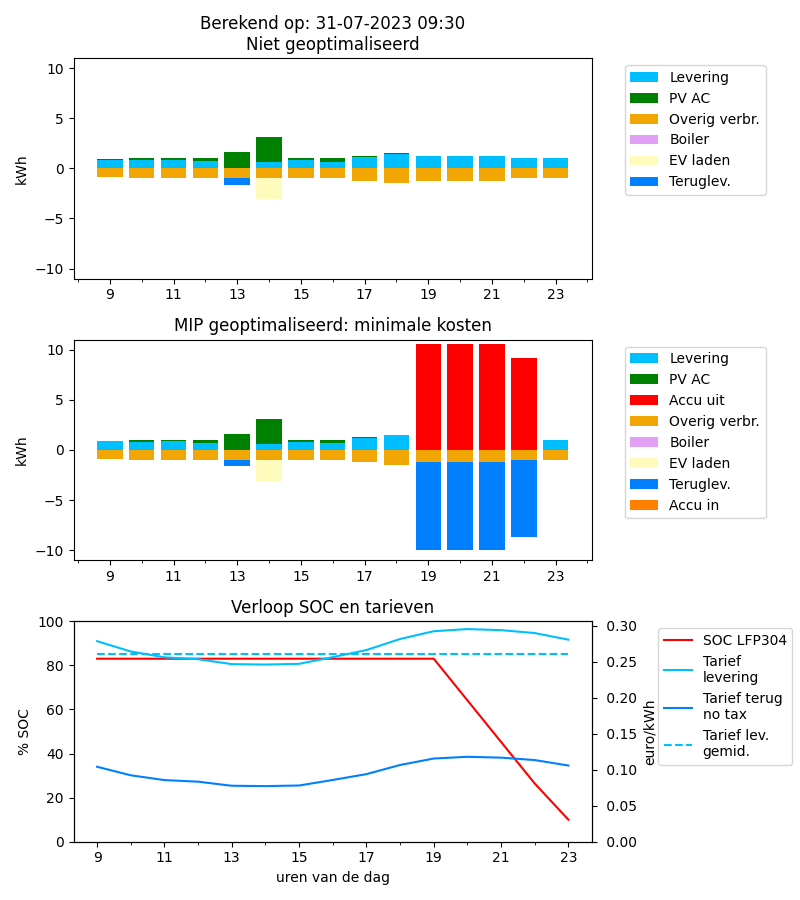 Berekend op: 31-07-2023 09:30
Niet geoptimaliseerd
10
5
0
−5
−10
kWh
9 11 13 15 17 19 21 23
Levering
PV AC
Overig verbr.
Boiler
EV laden
Teruglev.
MIP geoptimaliseerd: minimale kosten
10
5
0
−5
−10
kWh
9 11 13 15 17 19 21 23
Levering
PV AC
Accu uit
Overig verbr.
Boiler
EV laden
Teruglev.
Accu in
Verloop SOC en tarieven
100
80
60
40
20
0
% SOC
9 11 13 15 17 19 21 23
uren van de dag
0.30
0.25
0.20
0.15
0.10
0.05
0.00
euro/kWh
SOC LFP304
Tarief
levering
Tarief terug
no tax
Tarief lev.
gemid.